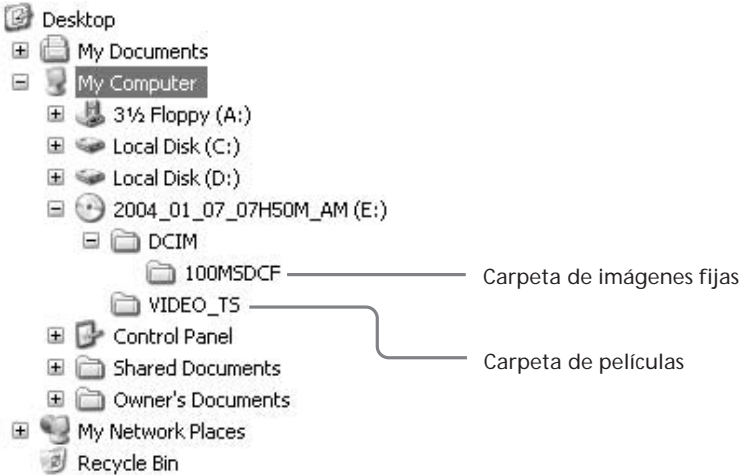 Desktop
My Documents
My Computer
3½ Floppy (A:)
Local Disk (C:)
Local Disk (D:)
2004_01_07_07H50M_AM (E:)
DCIM
100MSDCF
Carpeta de imágenes fijas
VIDEO_TS
Control Panel
Carpeta de películas
Shared Documents
Owner's Documents
My Network Places
Recycle Bin